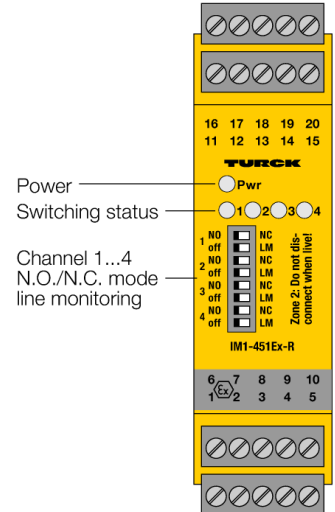 16 17 18 19 20
11 12 13 14 15
TURCK
Power
Pwr
Switching status
1 2 3 4
Channel 1...4
N.O./N.C. mode
line monitoring
1 NO NC
off LM
2 NO NC
off LM
3 NO NC
off LM
4 NO NC
off LM
Zone 2: Do not dis-
connect when live!
IM1-451Ex-R
6 7 8 9 10
Ex
1 2 3 4 5